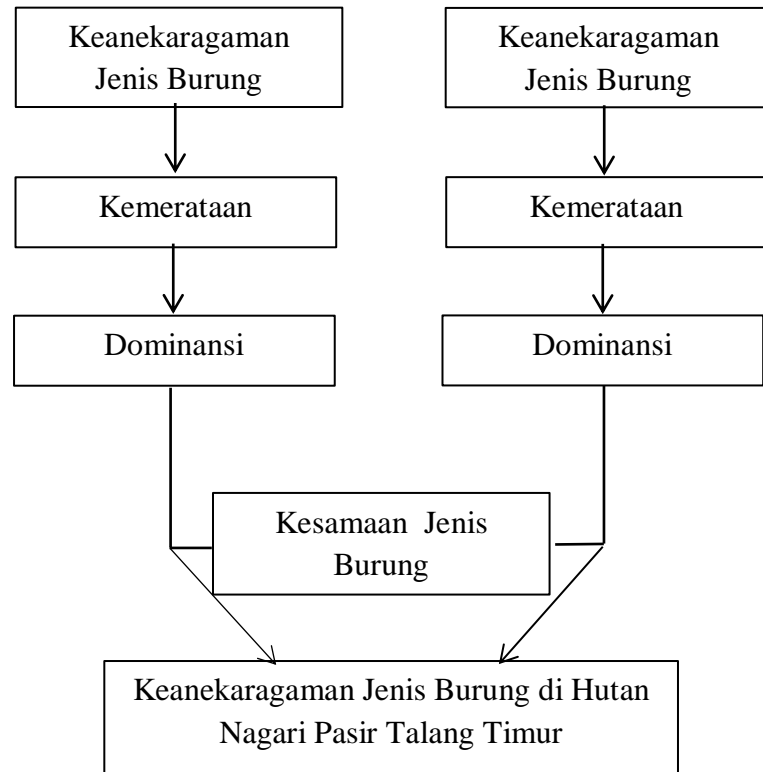 Keanekaragaman
Jenis Burung
Keanekaragaman
Jenis Burung
Kemerataan
Kemerataan
Dominansi
Dominansi
Kesamaan Jenis
Burung
Keanekaragaman Jenis Burung di Hutan
Nagari Pasir Talang Timur